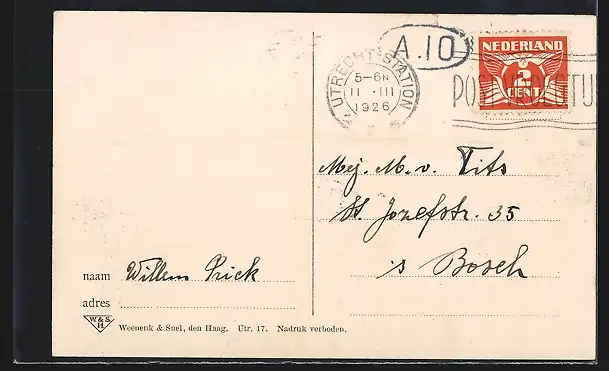 A.10
UTRECHT-STATION
5-6N
11 .III
1926
NEDERLAND
2
CENT
Mej. M. v. Tits
St. Jozefstr. 35
's Bosch
naam Willem Prick
adres
W & S
H
Weenenk & Snel, den Haag. Utr. 17. Nadruk verboden.